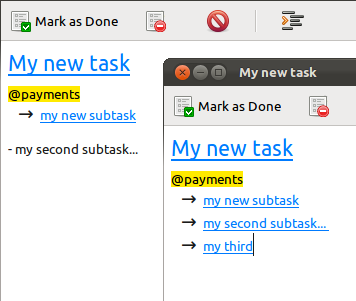 Mark as Done
My new task
@payments
→ my new subtask
- my second subtask...
My new task
Mark as Done
My new task
@payments
→ my new subtask
→ my second subtask...
→ my third